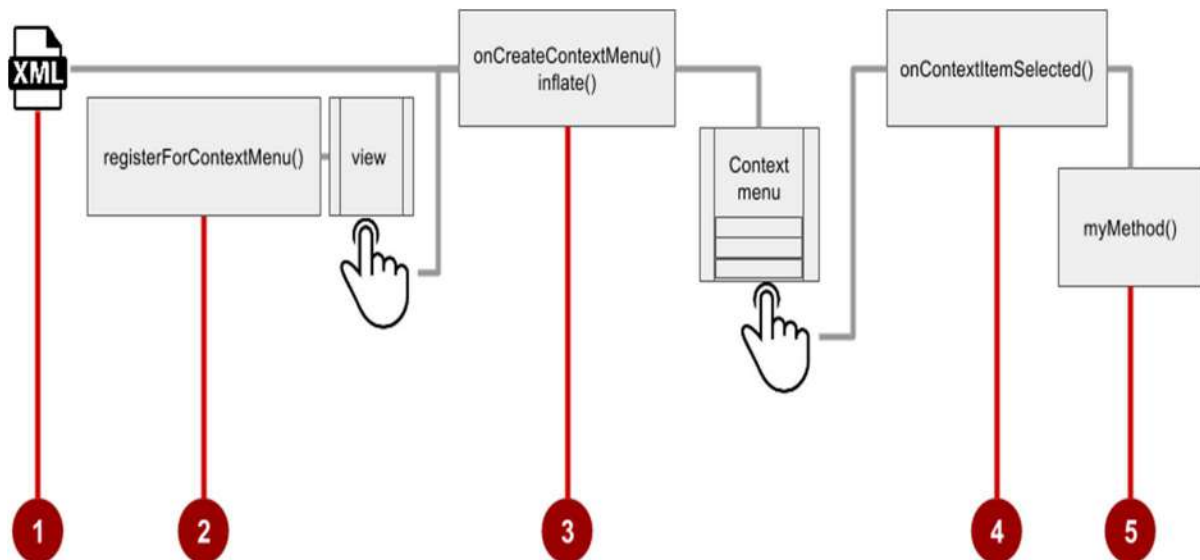 XML
registerForContextMenu()
view
onCreateContextMenu()
inflate()
Context
menu
onContextItemSelected()
myMethod()
1
2
3
4
5